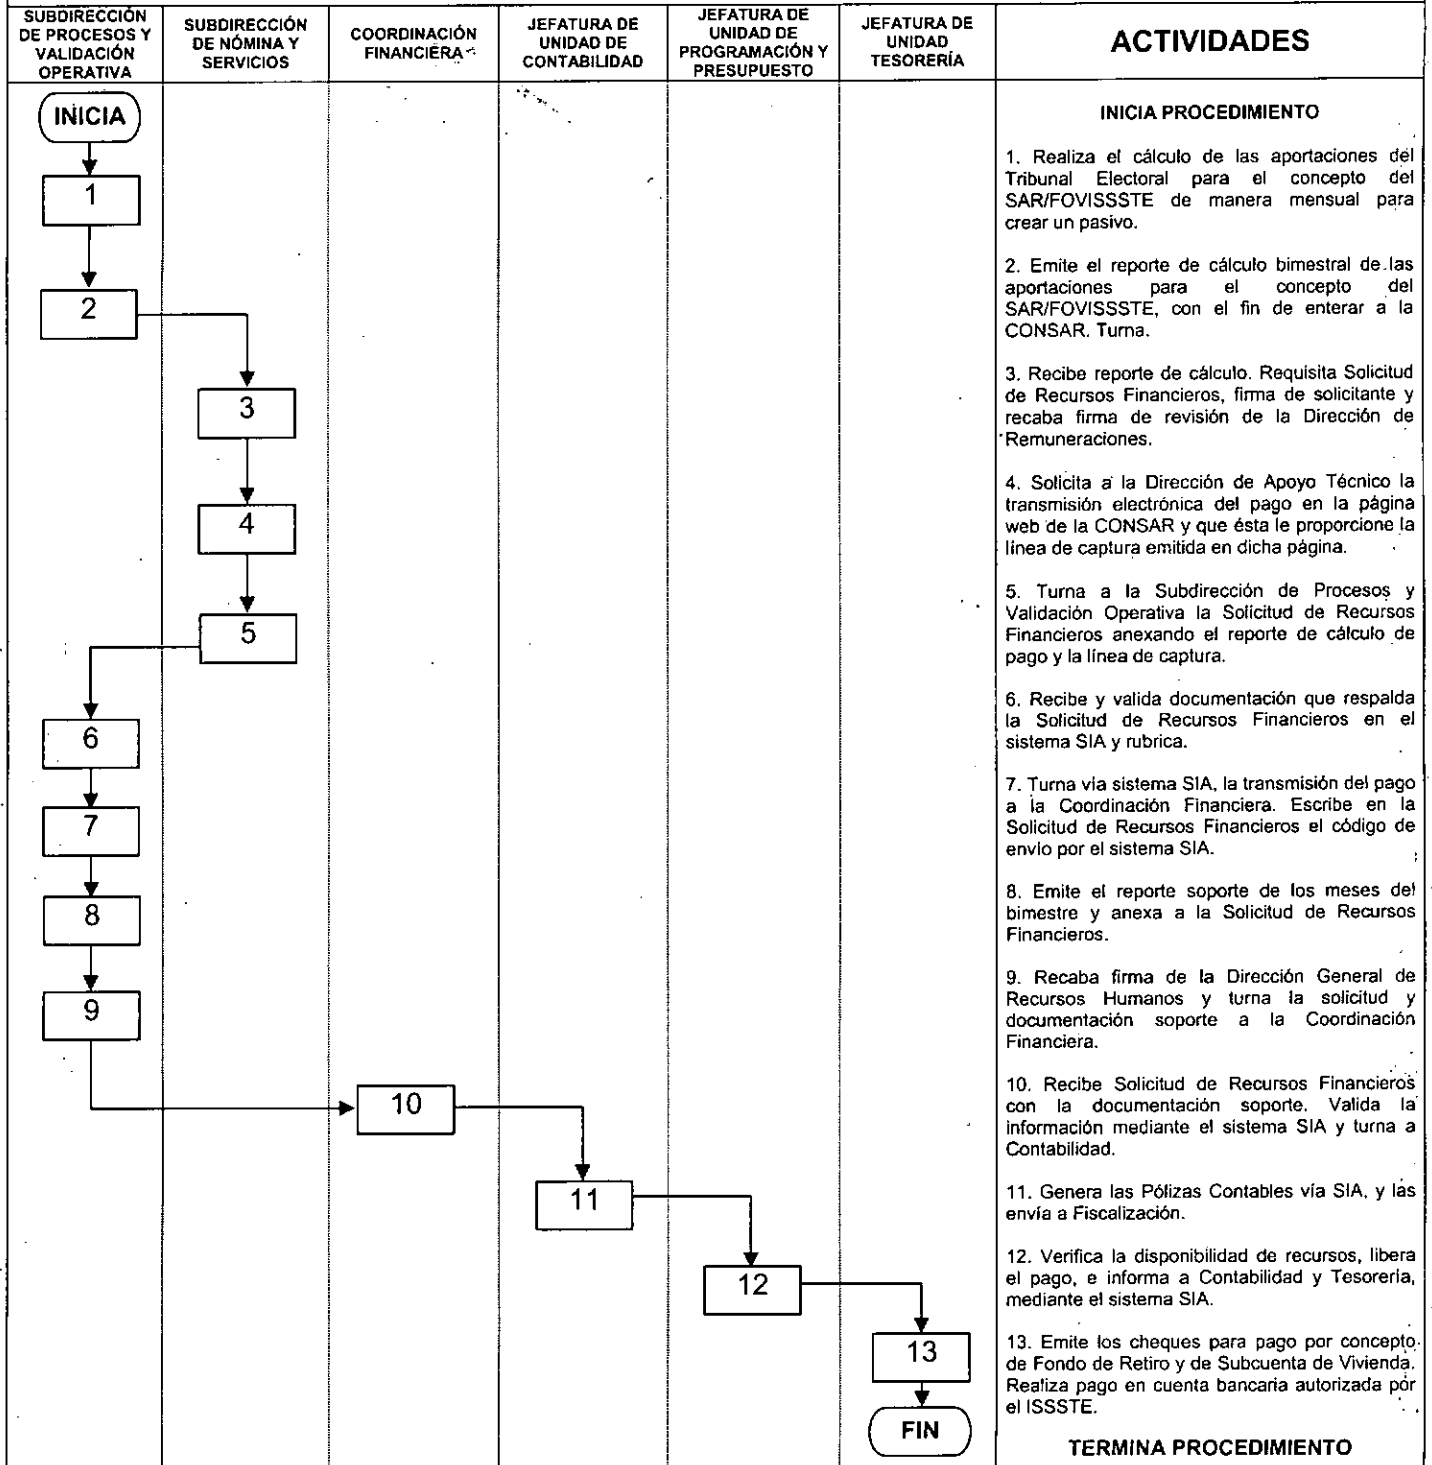 SUBDIRECCIÓN
DE PROCESOS Y
VALIDACIÓN
OPERATIVA
SUBDIRECCIÓN
DE NÓMINA Y
SERVICIOS
COORDINACIÓN
FINANCIERA
JEFATURA DE
UNIDAD DE
CONTABILIDAD
JEFATURA DE
UNIDAD DE
PROGRAMACIÓN Y
PRESUPUESTO
JEFATURA DE
UNIDAD
TESORERÍA
ACTIVIDADES
INICIA
1
2
3
4
5
6
7
8
9
10
11
12
13
FIN
INICIA PROCEDIMIENTO
1. Realiza el cálculo de las aportaciones del
Tribunal Electoral para el concepto del
SAR/FOVISSSTE de manera mensual para
crear un pasivo.
2. Emite el reporte de cálculo bimestral de las
aportaciones para el concepto del
SAR/FOVISSSTE, con el fin de enterar a la
CONSAR. Turna.
3. Recibe reporte de cálculo. Requisita Solicitud
de Recursos Financieros, firma de solicitante y
recaba firma de revisión de la Dirección de
Remuneraciones.
4. Solicita a la Dirección de Apoyo Técnico la
transmisión electrónica del pago en la página
web de la CONSAR y que ésta le proporcione la
línea de captura emitida en dicha página.
5. Turna a la Subdirección de Procesos y
Validación Operativa la Solicitud de Recursos
Financieros anexando el reporte de cálculo de
pago y la línea de captura.
6. Recibe y valida documentación que respalda
la Solicitud de Recursos Financieros en el
sistema SIA y rubrica.
7. Turna vía sistema SIA, la transmisión del pago
a la Coordinación Financiera. Escribe en la
Solicitud de Recursos Financieros el código de
envío por el sistema SIA.
8. Emite el reporte soporte de los meses del
bimestre y anexa a la Solicitud de Recursos
Financieros.
9. Recaba firma de la Dirección General de
Recursos Humanos y turna la solicitud y
documentación soporte a la Coordinación
Financiera.
10. Recibe Solicitud de Recursos Financieros
con la documentación soporte. Valida la
información mediante el sistema SIA y turna a
Contabilidad.
11. Genera las Pólizas Contables vía SIA, y las
envía a Fiscalización.
12. Verifica la disponibilidad de recursos, libera
el pago, e informa a Contabilidad y Tesorería,
mediante el sistema SIA.
13. Emite los cheques para pago por concepto
de Fondo de Retiro y de Subcuenta de Vivienda.
Realiza pago en cuenta bancaria autorizada por
el ISSSTE.
TERMINA PROCEDIMIENTO